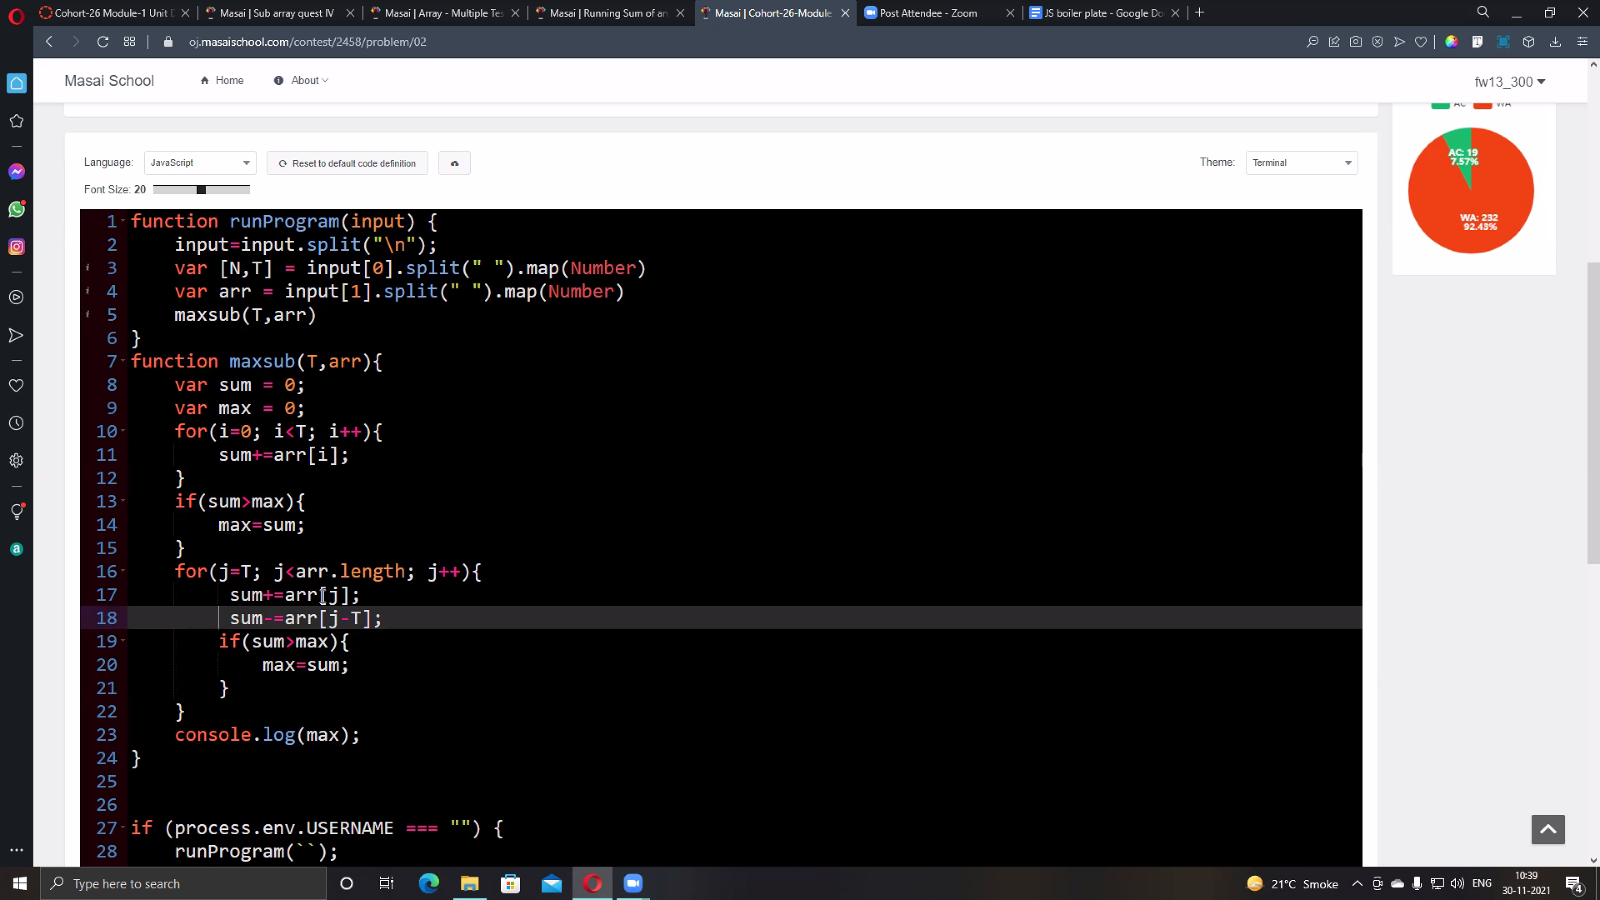 Cohort-26 Module-1 Unit
Masai | Sub array quest IV
Masai | Array - Multiple Te
Masai | Running Sum of an
Masai | Cohort-26-Module
Post Attendee - Zoom
JS boiler plate - Google Do
oj.masaischool.com/contest/2458/problem/02
Masai School
Home
About
fw13_300
AC
WA
AC: 19
7.57%
WA: 232
92.43%
Language:
JavaScript
Reset to default code definition
Theme:
Terminal
Font Size: 20
1 function runProgram(input) {
2 input=input.split("\n");
3 var [N,T] = input[0].split(" ").map(Number)
4 var arr = input[1].split(" ").map(Number)
5 maxsub(T,arr)
6 }
7 function maxsub(T,arr){
8 var sum = 0;
9 var max = 0;
10 for(i=0; i<T; i++){
11 sum+=arr[i];
12 }
13 if(sum>max){
14 max=sum;
15 }
16 for(j=T; j<arr.length; j++){
17 sum+=arr[j];
18 sum-=arr[j-T];
19 if(sum>max){
20 max=sum;
21 }
22 }
23 console.log(max);
24 }
25
26
27 if (process.env.USERNAME === "") {
28 runProgram(``);
Type here to search
21°C Smoke
ENG
10:39
30-11-2021
4